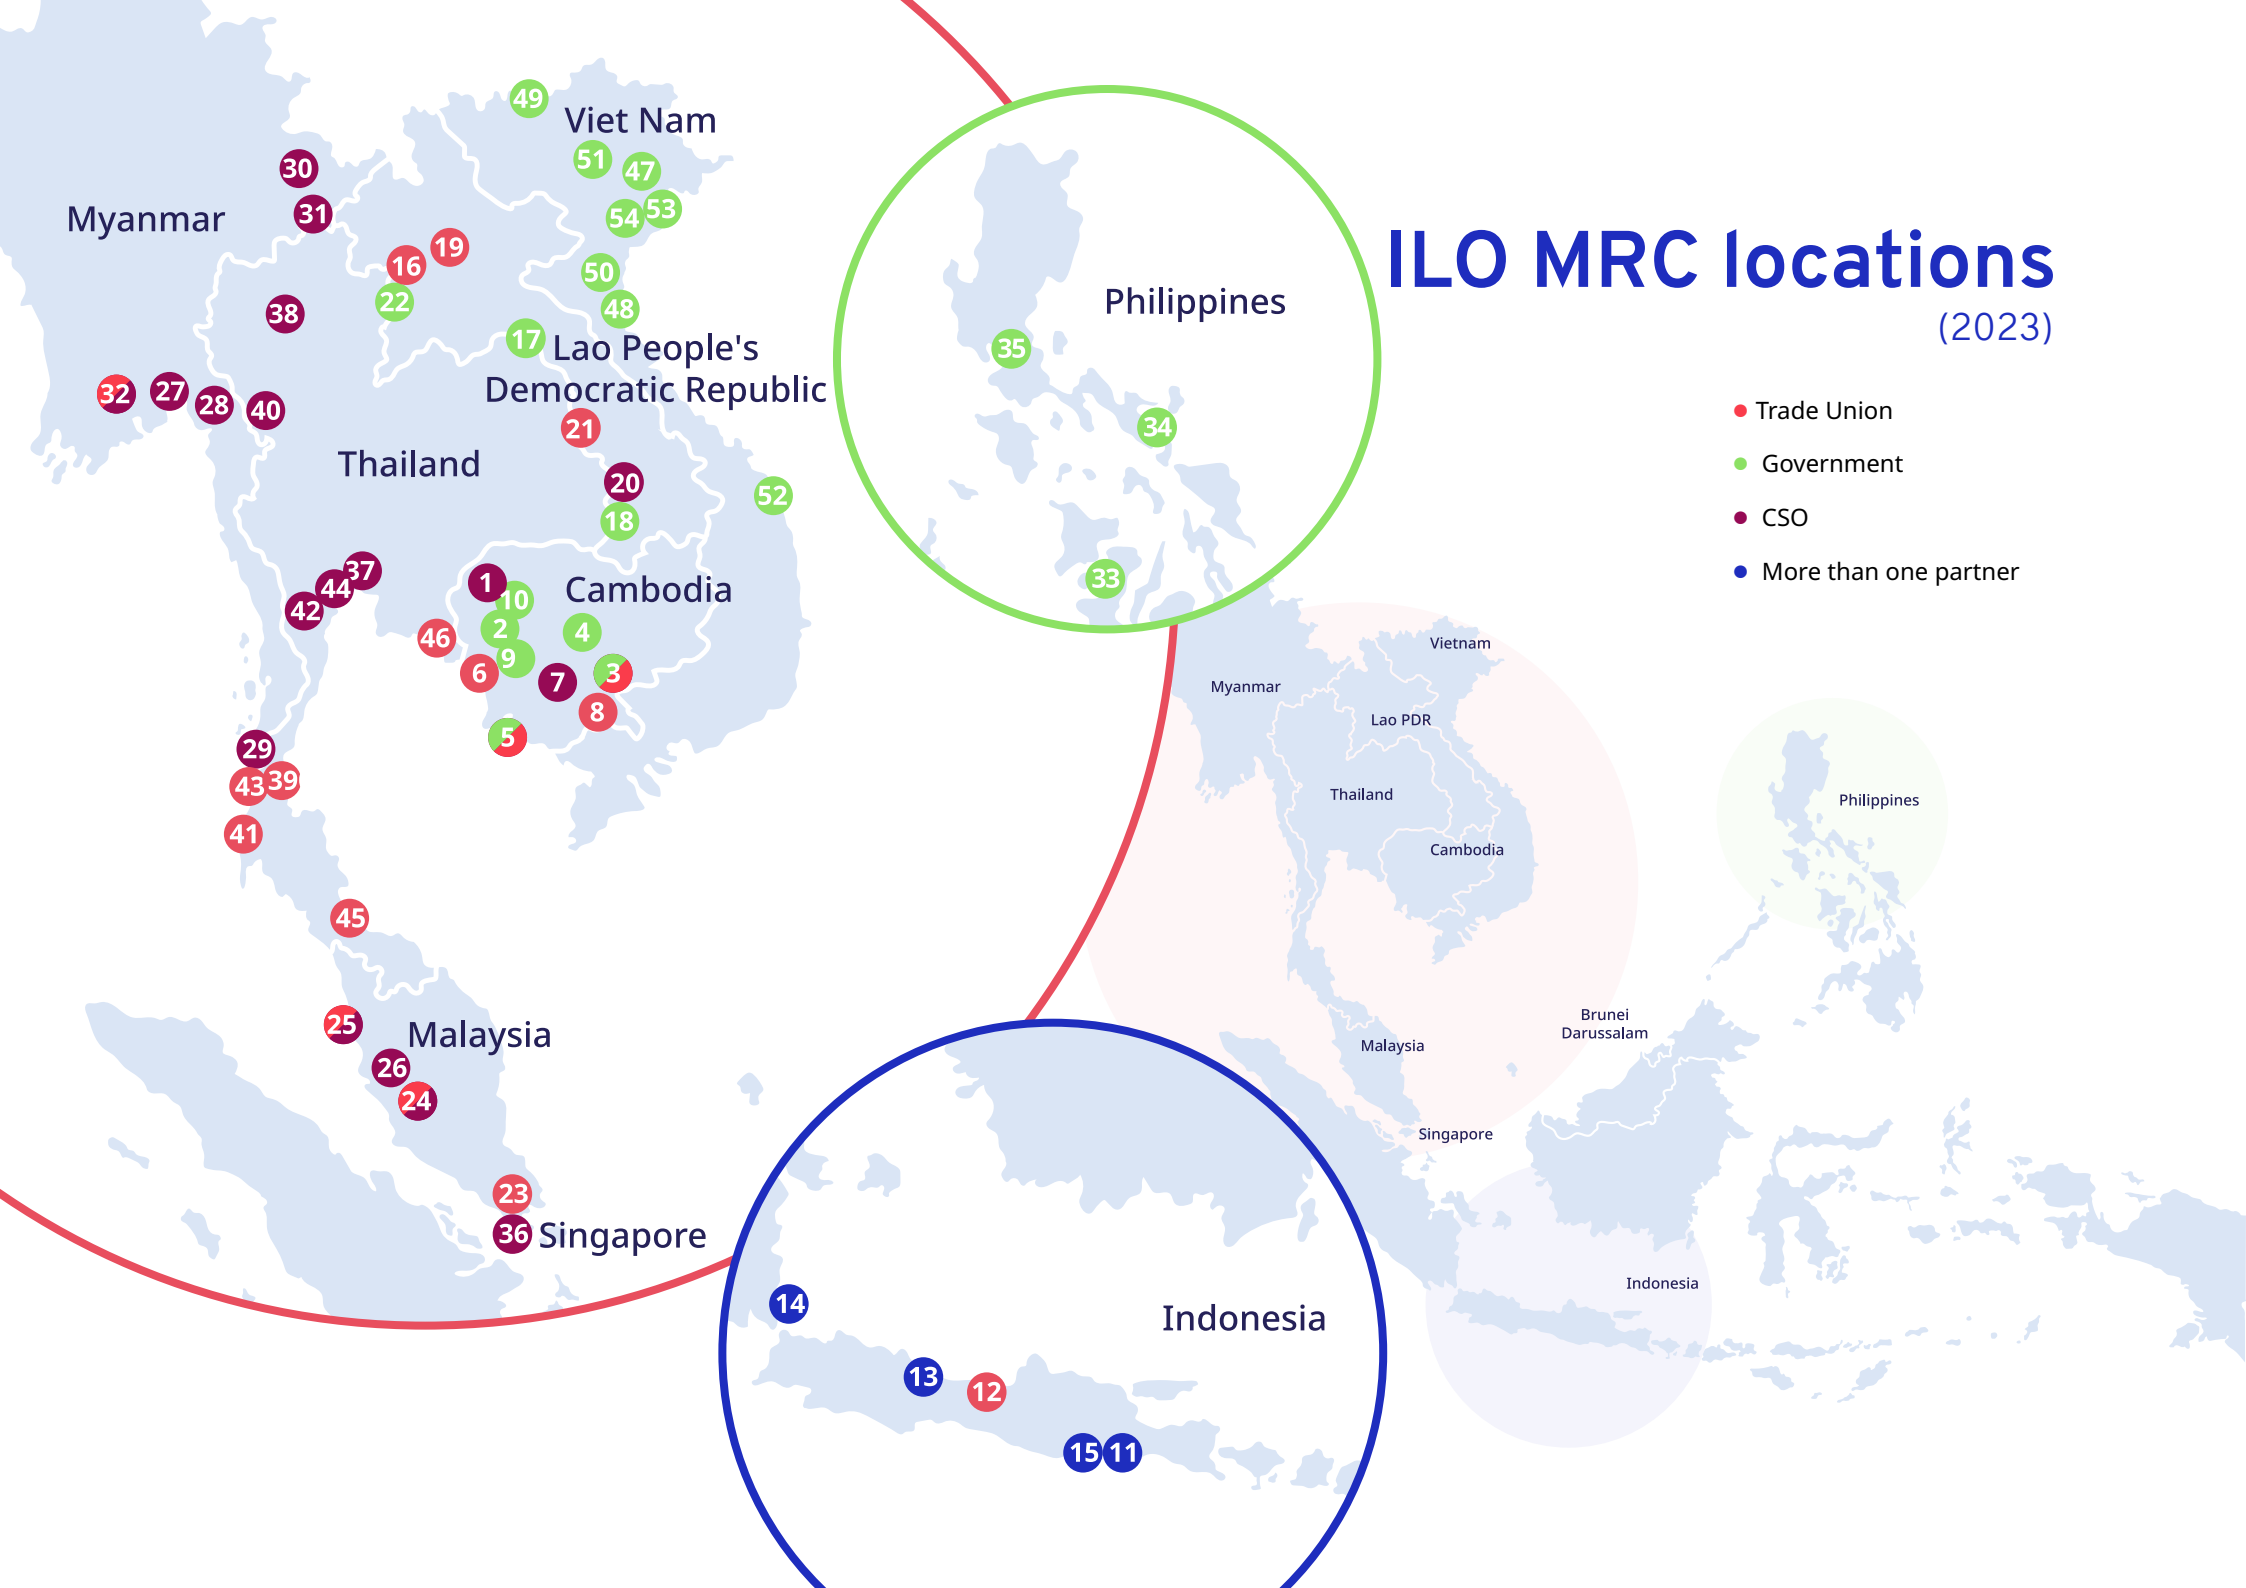 ILO MRC locations
(2023)
Trade Union
Government
CSO
More than one partner
49
Viet Nam
51
47
30
31
Myanmar
54
53
19
16
50
22
38
48
17
Lao People's
Democratic Republic
32
27
28
40
21
Thailand
20
52
18
37
44
42
1
10
Cambodia
2
4
46
9
6
7
3
8
5
29
43
39
41
45
25
Malaysia
26
24
23
36
Singapore
Philippines
35
34
33
14
Indonesia
13
12
15
11
Vietnam
Myanmar
Lao PDR
Thailand
Philippines
Cambodia
Brunei
Darussalam
Malaysia
Singapore
Indonesia